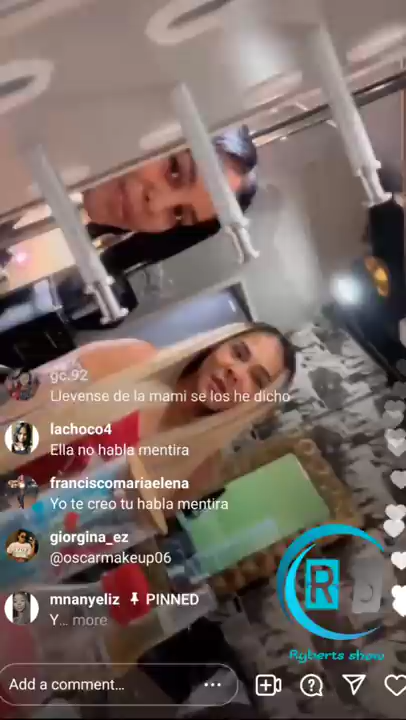 gc.92
Llevense de la mami se los he dicho
lachoco4
Ella no habla mentira
franciscomariaelena
Yo te creo tu habla mentira
giorgina_ez
@oscarmakeup06
mnanyeliz PINNED
Y... more
R
Ryberts show
Add a comment...